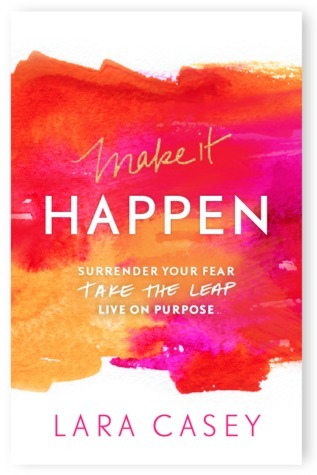 make it
HAPPEN
SURRENDER YOUR FEAR
TAKE THE LEAP
LIVE ON PURPOSE
LARA CASEY